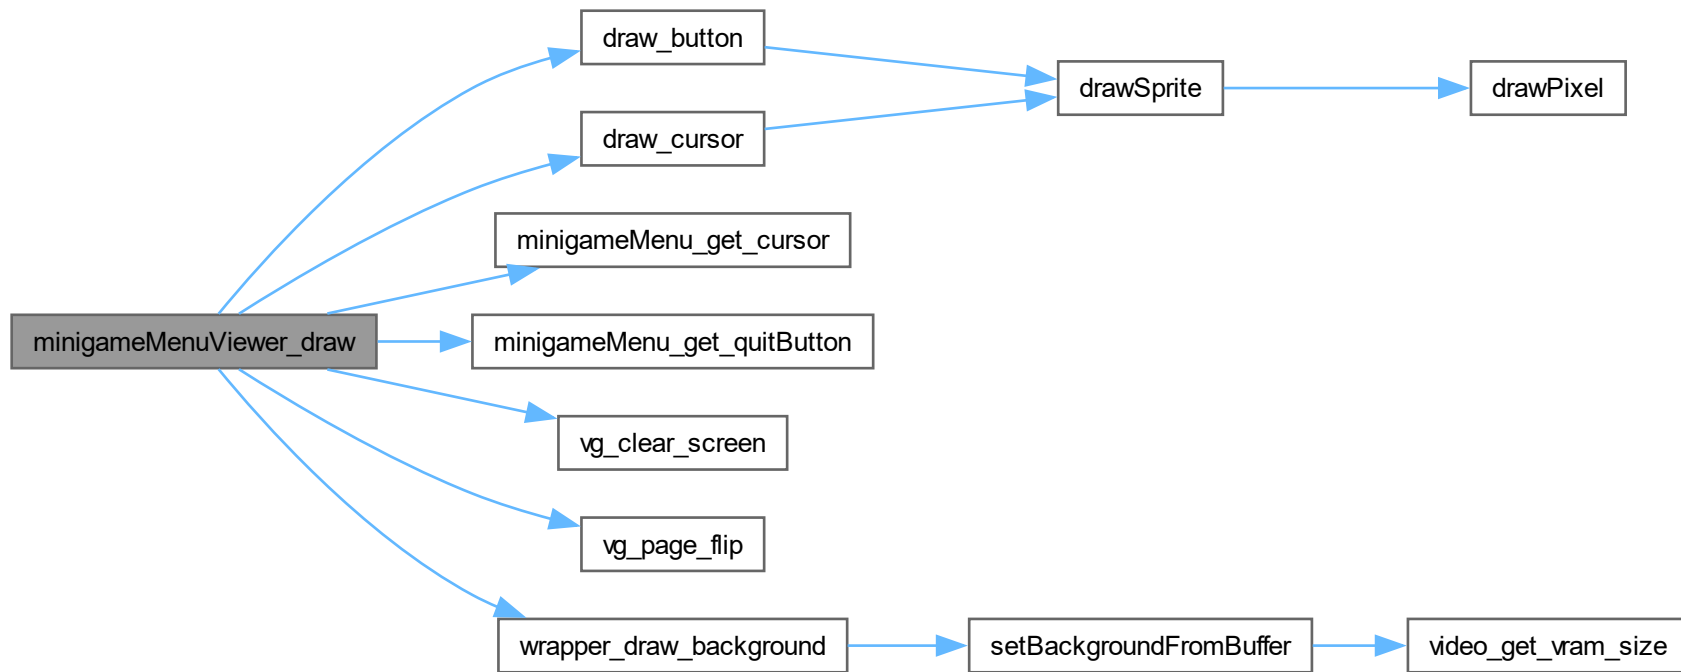 draw_button
drawSprite
drawPixel
draw_cursor
minigameMenu_get_cursor
minigameMenuViewer_draw
minigameMenu_get_quitButton
vg_clear_screen
vg_page_flip
wrapper_draw_background
setBackgroundFromBuffer
video_get_vram_size